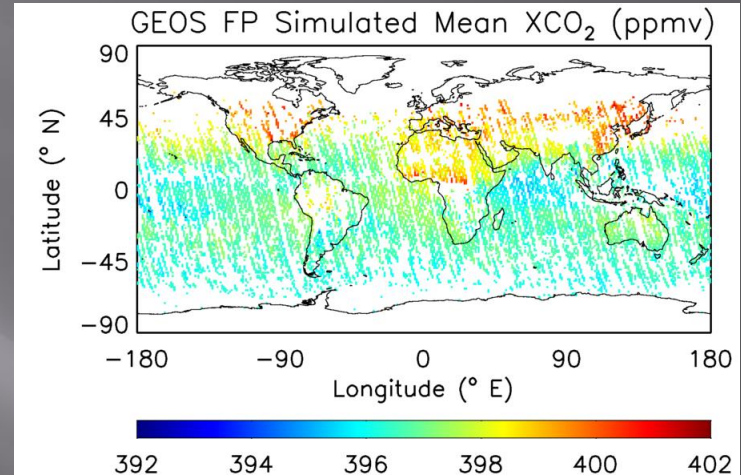 GEOS FP Simulated Mean XCO₂ (ppmv)
90
45
0
−45
−90
Latitude (° N)
−180 −90 0 90 180
Longitude (° E)
392 394 396 398 400 402